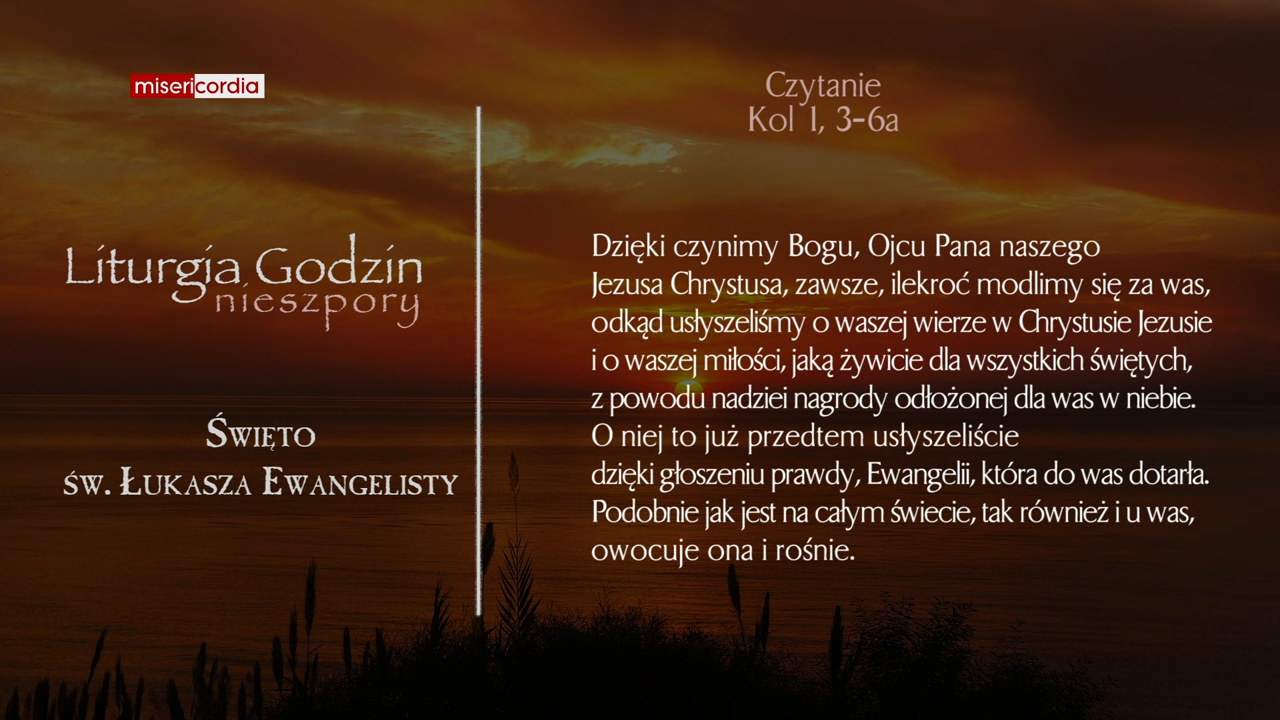 misericordia
Liturgia Godzin
nieszpory
Święto
św. Łukasza Ewangelisty
Czytanie
Kol 1, 3-6a
Dzięki czynimy Bogu, Ojcu Pana naszego
Jezusa Chrystusa, zawsze, ilekroć modlimy się za was,
odkąd usłyszeliśmy o waszej wierze w Chrystusie Jezusie
i o waszej miłości, jaką żywicie dla wszystkich świętych,
z powodu nadziei nagrody odłożonej dla was w niebie.
O niej to już przedtem usłyszeliście
dzięki głoszeniu prawdy, Ewangelii, która do was dotarła.
Podobnie jak jest na całym świecie, tak również i u was,
owocuje ona i rośnie.